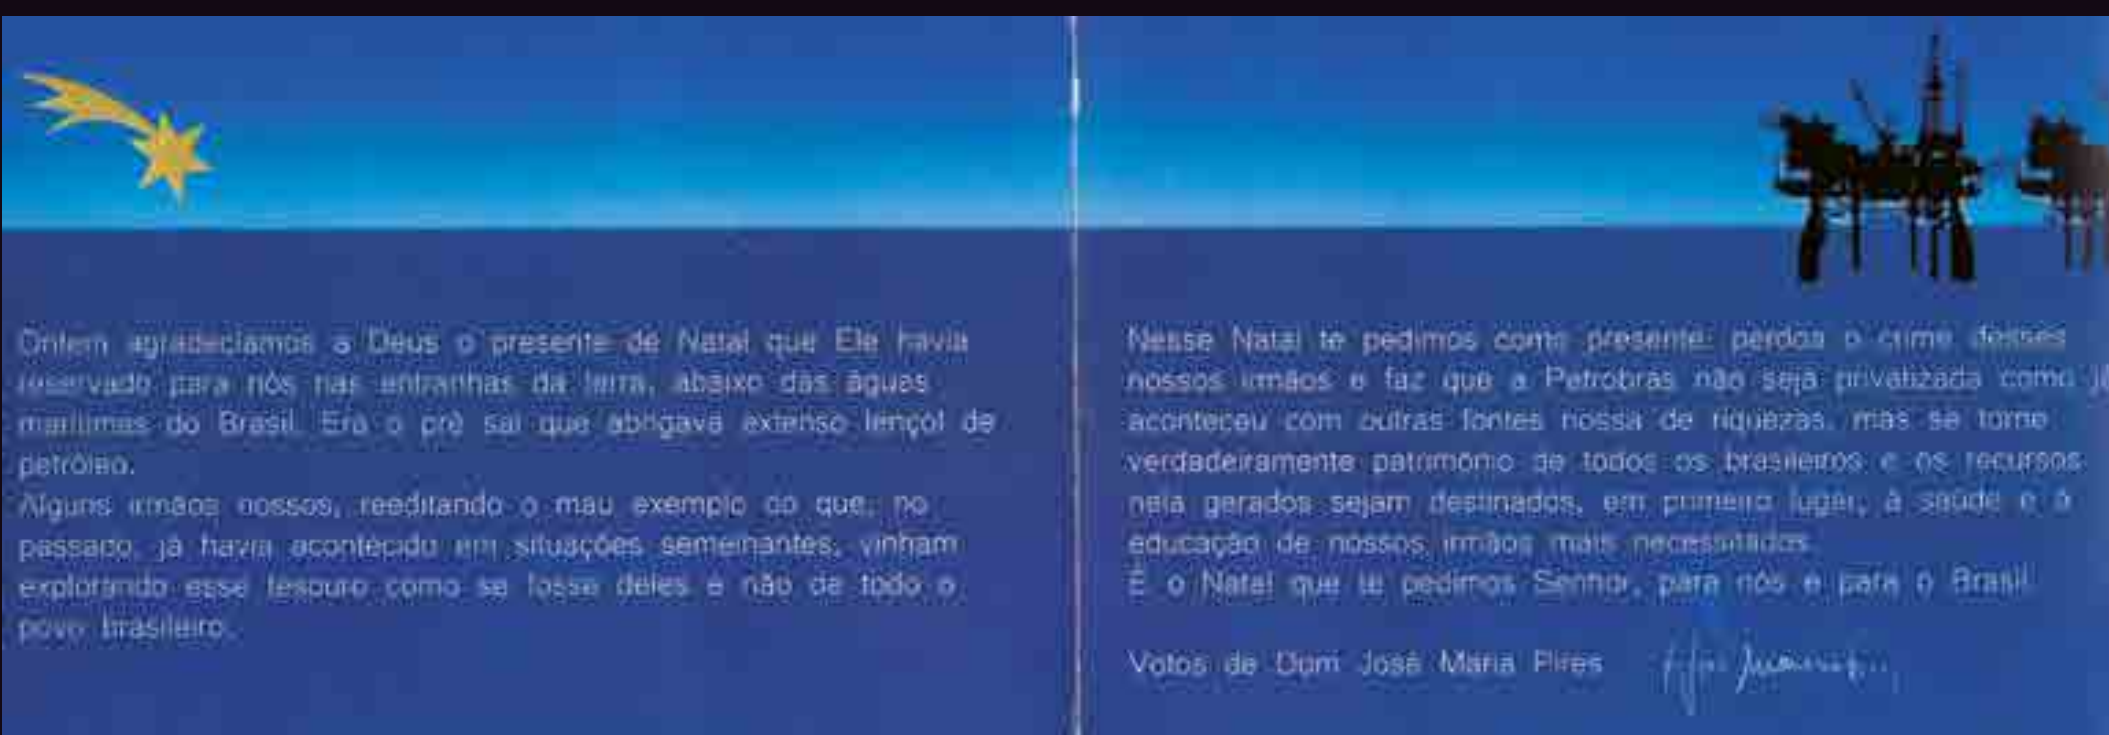 Ontem agradecíamos a Deus o presente de Natal que Ele havia
reservado para nós nas entranhas da terra, abaixo das águas
marítimas do Brasil. Era o pré sal que abrigava extenso lençol de
petróleo.
Alguns irmãos nossos, reeditando o mau exemplo do que, no
passado, já havia acontecido em situações semelhantes, vinham
explorando esse tesouro como se fosse deles e não de todo o
povo brasileiro.
Nesse Natal te pedimos como presente: perdoa o crime desses
nossos irmãos e faz que a Petrobras não seja privatizada como já
aconteceu com outras fontes nossa de riquezas, mas se torne
verdadeiramente patrimônio de todos os brasileiros e os recursos
nela gerados sejam destinados, em primeiro lugar, à saúde e à
educação de nossos irmãos mais necessitados.
É o Natal que te pedimos Senhor, para nós e para o Brasil.
Votos de Dom José Maria Pires